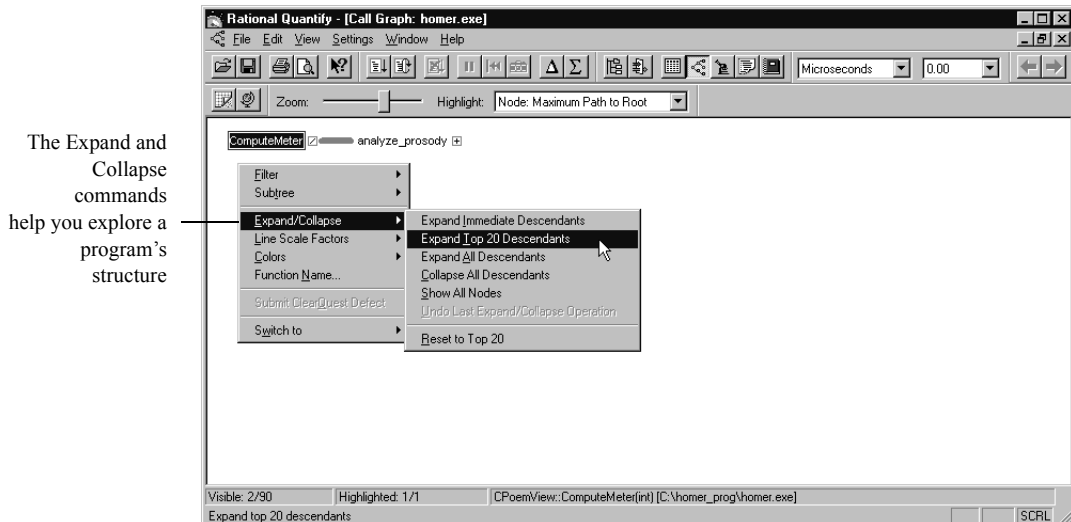 Rational Quantify - [Call Graph: homer.exe]
File Edit View Settings Window Help
Microseconds 0.00
Zoom: Highlight: Node: Maximum Path to Root
ComputeMeter analyze_prosody
The Expand and
Collapse
commands
help you explore a
program's
structure
Filter
Subtree
Expand/Collapse
Line Scale Factors
Colors
Function Name...
Submit ClearQuest Defect
Switch to
Expand Immediate Descendants
Expand Top 20 Descendants
Expand All Descendants
Collapse All Descendants
Show All Nodes
Undo Last Expand/Collapse Operation
Reset to Top 20
Visible: 2/90 Highlighted: 1/1 CPoemView::ComputeMeter(int) [C:\homer_prog\homer.exe]
Expand top 20 descendants SCRL